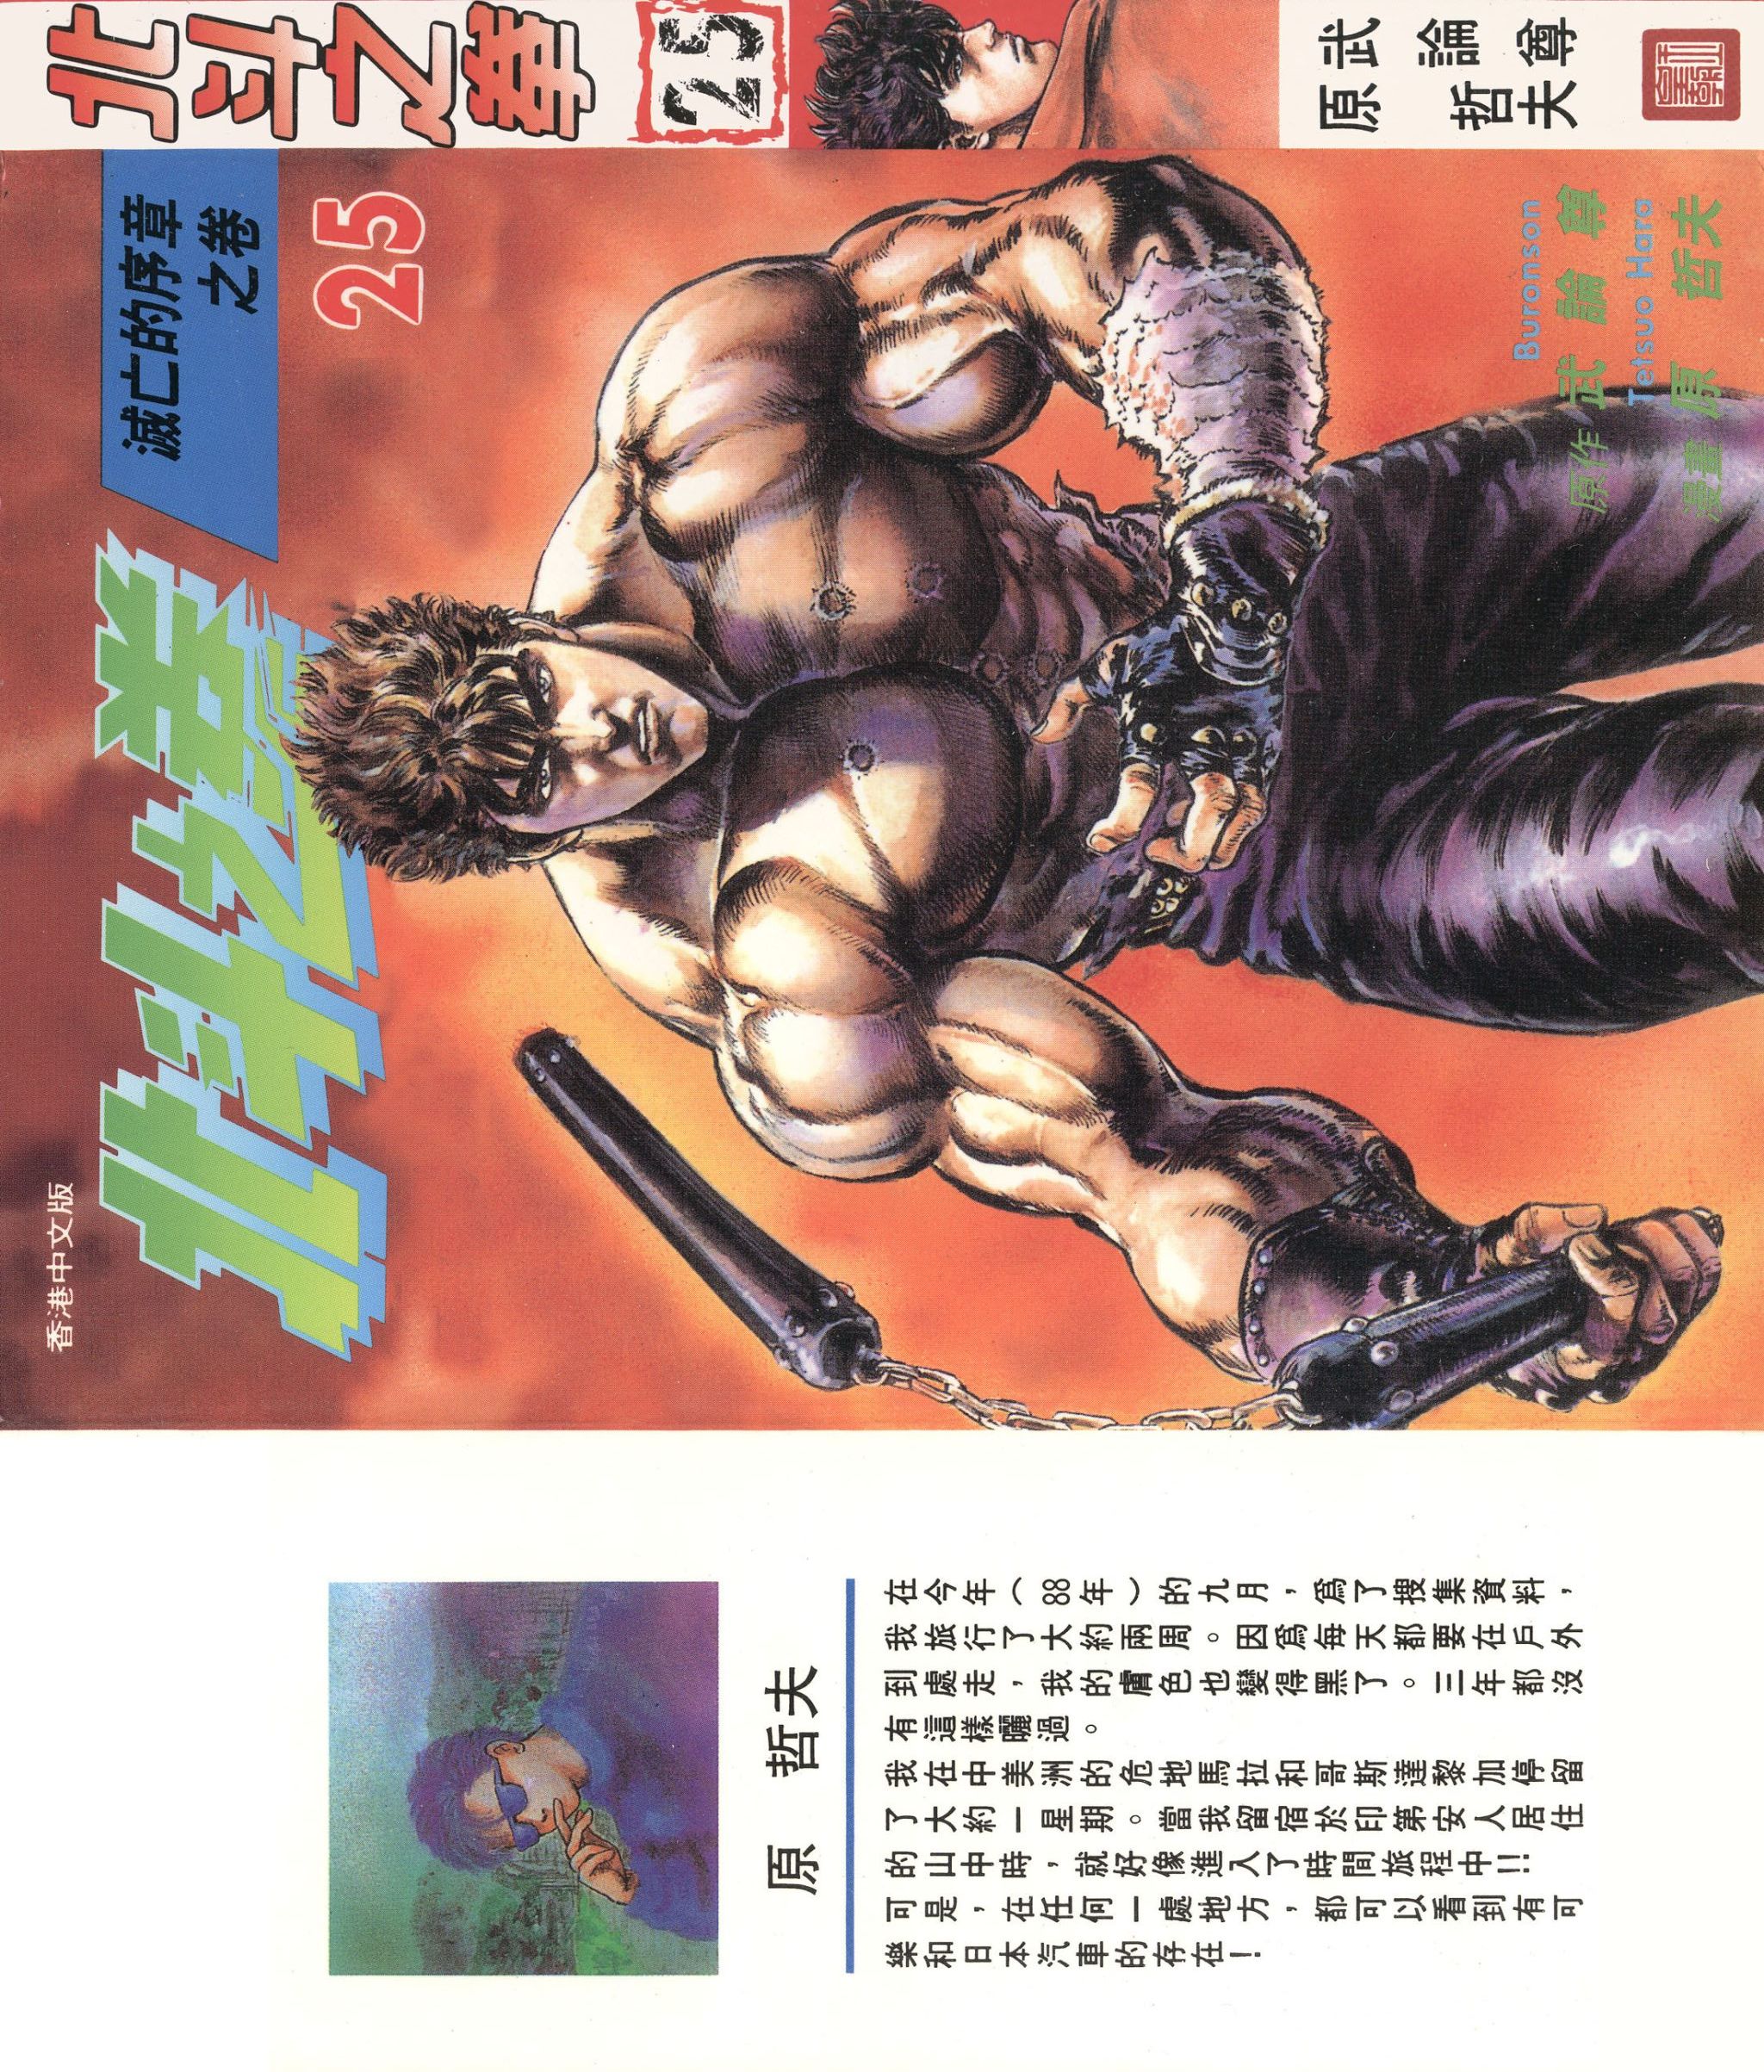 北斗之拳
25
武論尊
原哲夫
香港中文版
北斗之拳
滅亡的序章
之卷
25
Buronson
原作 武論尊
Tetsuo Hara
漫畫 原哲夫
原 哲夫
在今年（88年）的九月，爲了搜集資料，
我旅行了大約兩周。因爲每天都要在戶外
到處走，我的膚色也變得黑了。三年都沒
有這樣曬過。
我在中美洲的危地馬拉和哥斯達黎加停留
了大約一星期。當我留宿於印第安人居住
的山中時，就好像進入了時間旅程中!!
可是，在任何一處地方，都可以看到有可
樂和日本汽車的存在！